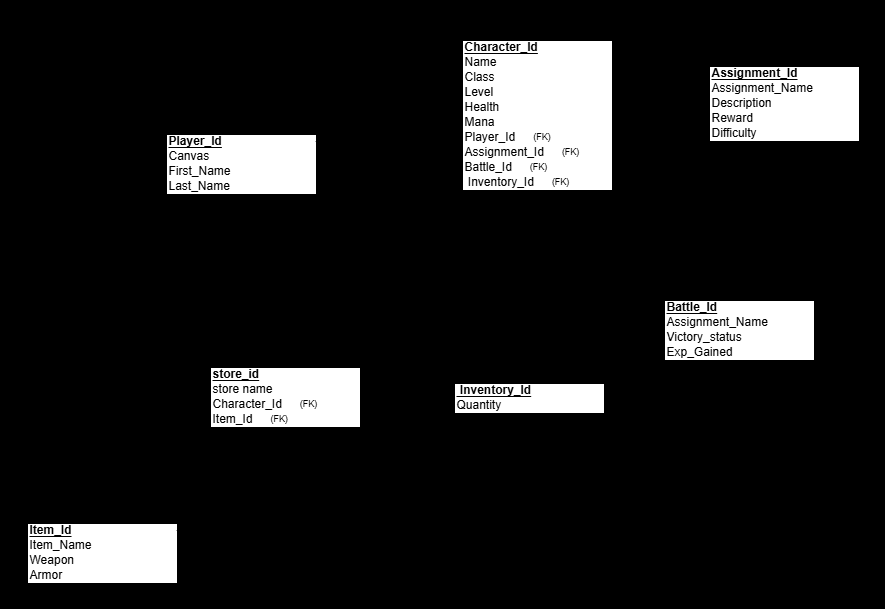 Character_Id
Name
Class
Level
Health
Mana
Player_Id (FK)
Assignment_Id (FK)
Battle_Id (FK)
Inventory_Id (FK)
Assignment_Id
Assignment_Name
Description
Reward
Difficulty
Player_Id
Canvas
First_Name
Last_Name
Battle_Id
Assignment_Name
Victory_status
Exp_Gained
store_id
store name
Character_Id (FK)
Item_Id (FK)
Inventory_Id
Quantity
Item_Id
Item_Name
Weapon
Armor